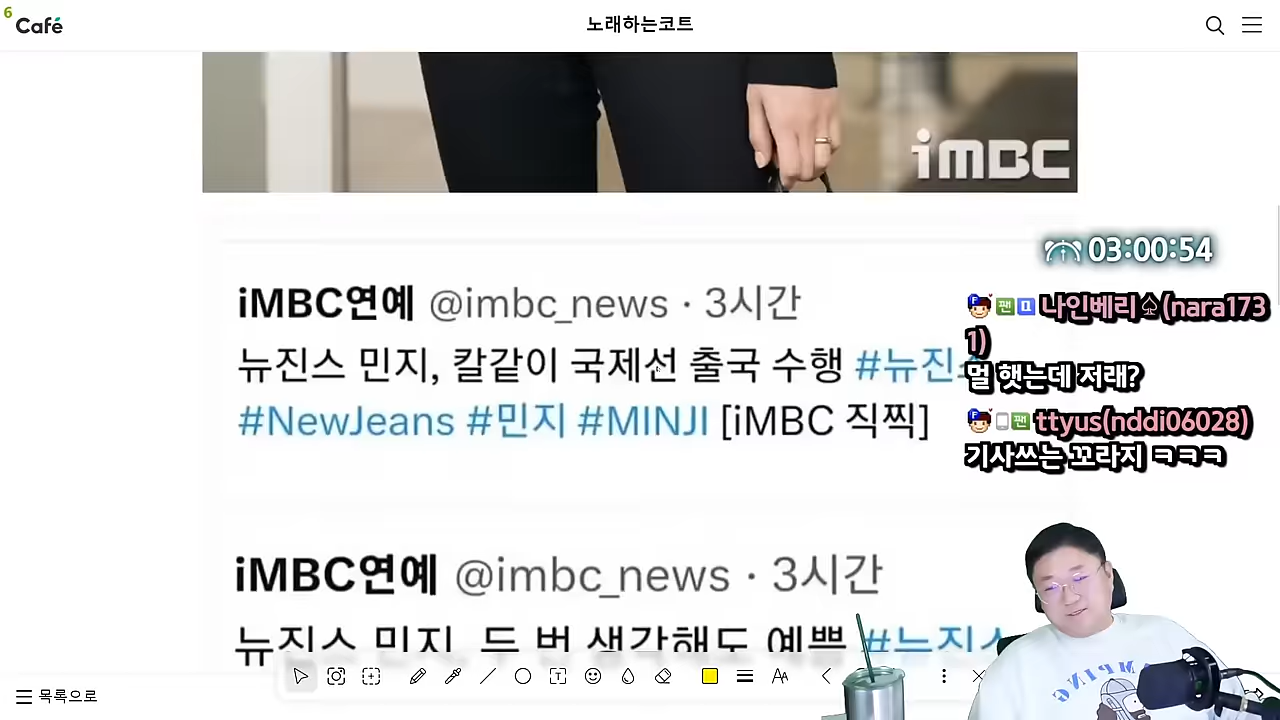 6
Café
노래하는코트
iMBC
03:00:54
iMBC연예 @imbc_news · 3시간
뉴진스 민지, 칼같이 국제선 출국 수행 #뉴진스
#NewJeans #민지 #MINJI [iMBC 직찍]
나인베리♤(nara173
1)
멀 햇는데 저래?
ttyus(nddi06028)
기사쓰는 꼬라지 ㅋㅋㅋ
iMBC연예 @imbc_news · 3시간
뉴진스 민지, 두 번 생각해도 예쁨 #뉴진스
목록으로